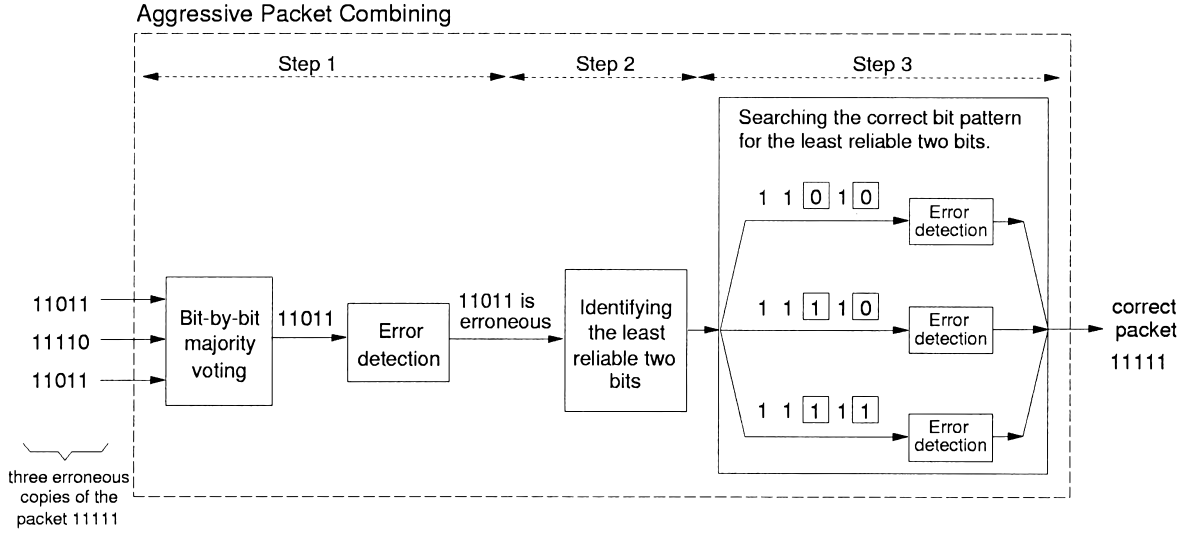 Aggressive Packet Combining
Step 1
Step 2
Step 3
Searching the correct bit pattern
for the least reliable two bits.
1 1 0 1 0
Error
detection
11011
11110
11011
Bit-by-bit
majority
voting
11011
Error
detection
11011 is
erroneous
Identifying
the least
reliable two
bits
1 1 1 1 0
Error
detection
1 1 1 1 1
Error
detection
correct
packet
11111
three erroneous
copies of the
packet 11111